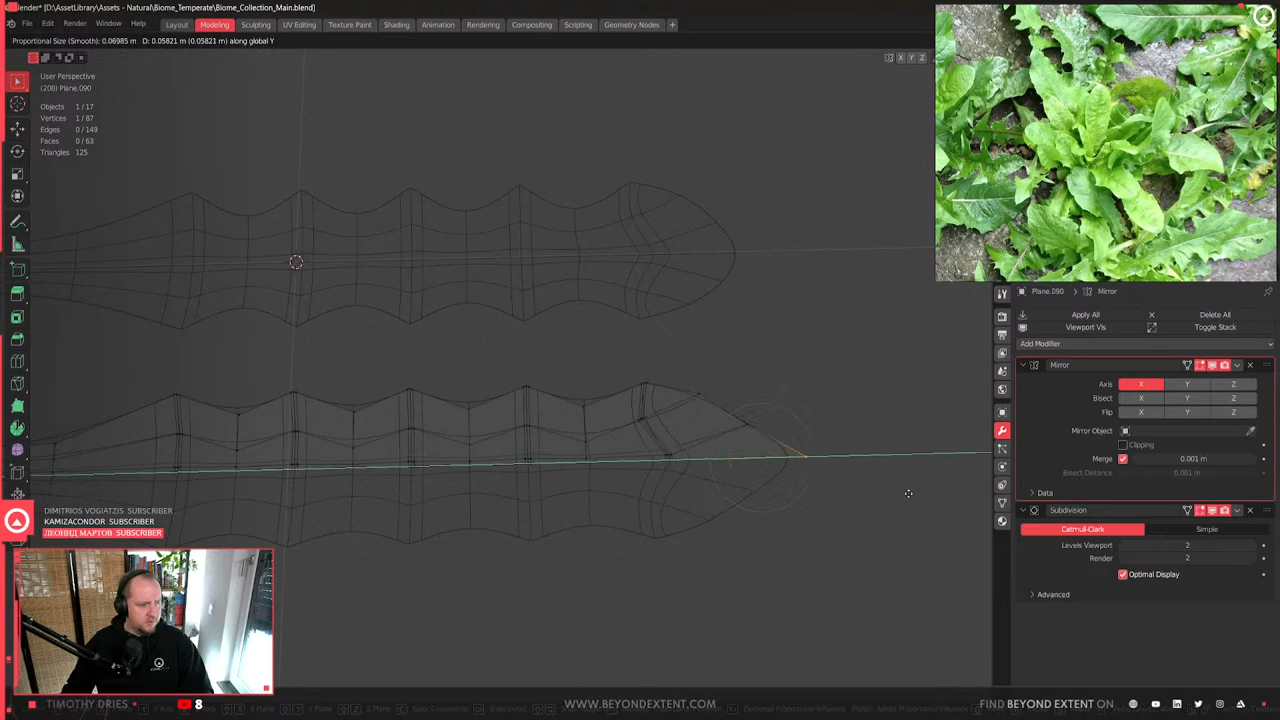 ender* [D:\AssetLibrary\Assets - Natural\Biome_Temperate\Biome_Collection_Main.blend]
File Edit Render Window Help Layout Modeling Sculpting UV Editing Texture Paint Shading Animation Rendering Compositing Scripting Geometry Nodes +
Proportional Size (Smooth): 0.06985 m D: 0.05821 m (0.05821 m) along global Y
X Y Z
User Perspective
(208) Plane.090
Objects 1/17
Vertices 1/87
Edges 0/149
Faces 0/63
Triangles 125
Plane.090 > Mirror
Apply All Delete All
Viewport Vis Toggle Stack
Add Modifier
Mirror
Axis X Y Z
Bisect X Y Z
Flip X Y Z
Mirror Object
Clipping
Merge 0.001 m
Bisect Distance 0.001 m
Data
Subdivision
Catmull-Clark Simple
Levels Viewport 2
Render 2
Optimal Display
Advanced
DIMITRIOS VOGIATZIS SUBSCRIBER
KAMIZACONDOR SUBSCRIBER
ЛЕОНИД МАРТОВ SUBSCRIBER
TIMOTHY DRIES 8 WWW.BEYONDEXTENT.COM FIND BEYOND EXTENT ON